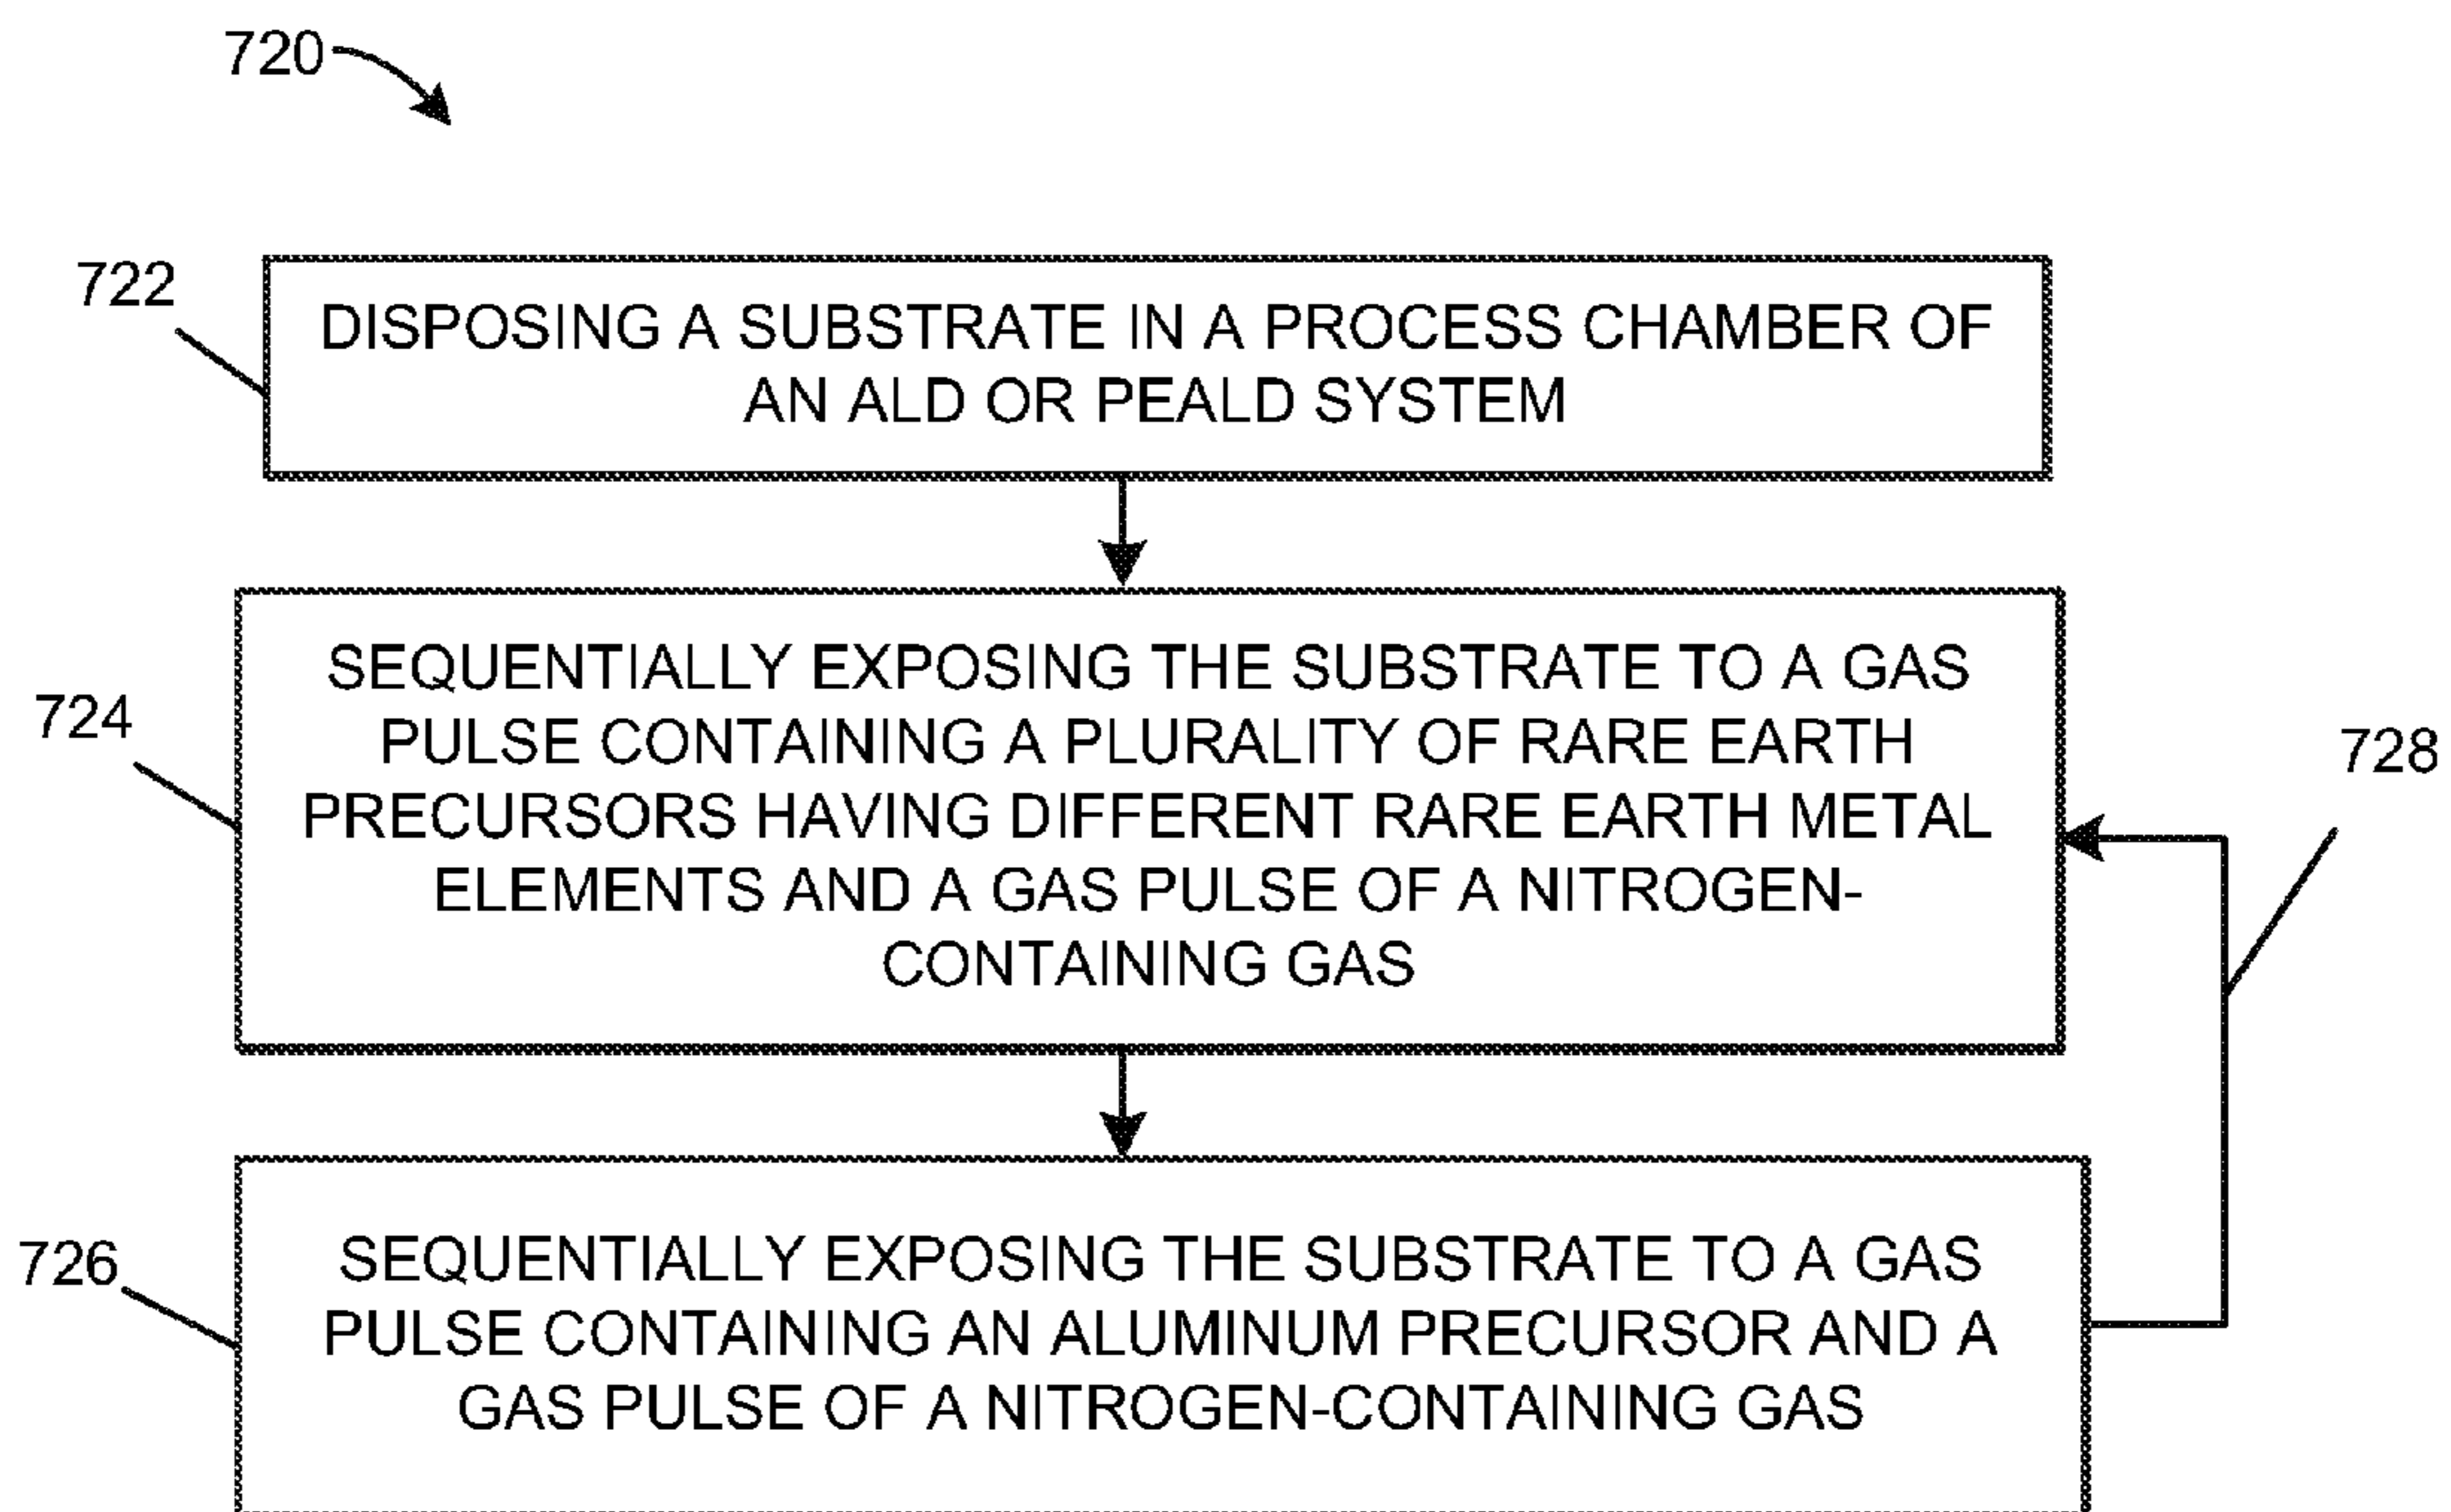 720
722
DISPOSING A SUBSTRATE IN A PROCESS CHAMBER OF
AN ALD OR PEALD SYSTEM
724
SEQUENTIALLY EXPOSING THE SUBSTRATE TO A GAS
PULSE CONTAINING A PLURALITY OF RARE EARTH
PRECURSORS HAVING DIFFERENT RARE EARTH METAL
ELEMENTS AND A GAS PULSE OF A NITROGEN-
CONTAINING GAS
728
726
SEQUENTIALLY EXPOSING THE SUBSTRATE TO A GAS
PULSE CONTAINING AN ALUMINUM PRECURSOR AND A
GAS PULSE OF A NITROGEN-CONTAINING GAS